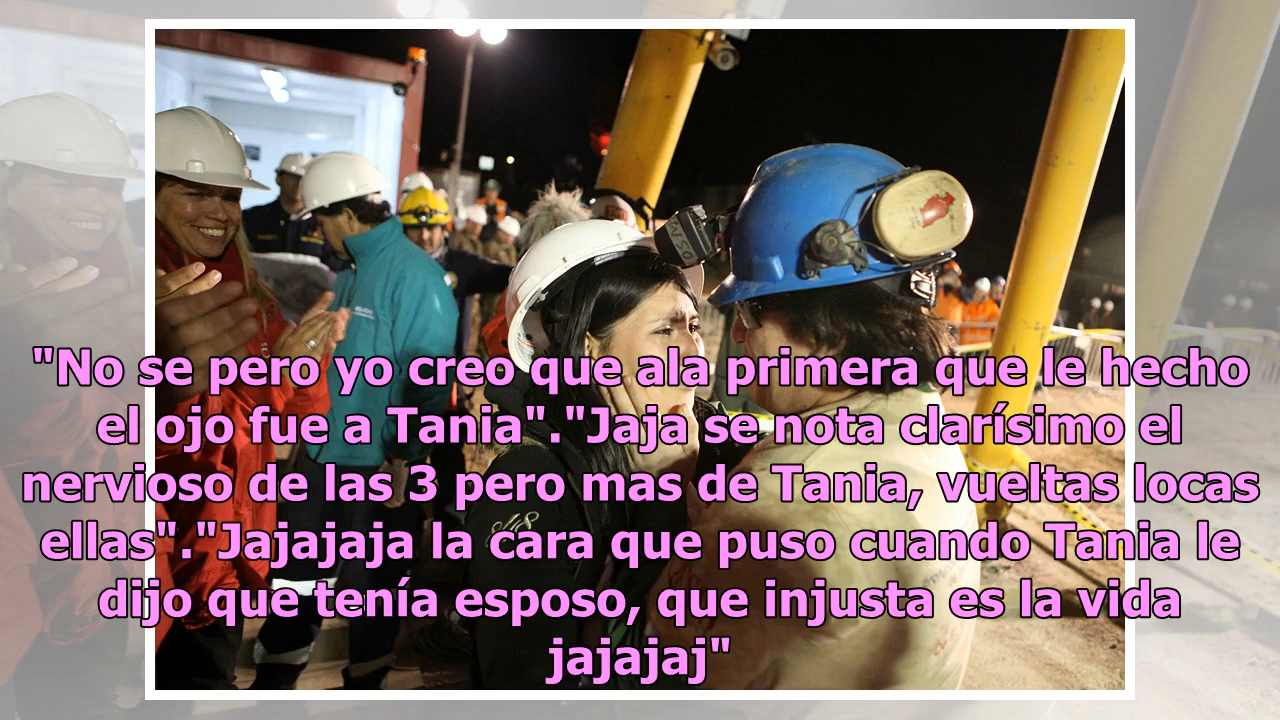 "No se pero yo creo que ala primera que le hecho
el ojo fue a Tania"."Jaja se nota clarísimo el
nervioso de las 3 pero mas de Tania, vueltas locas
ellas"."Jajajaja la cara que puso cuando Tania le
dijo que tenía esposo, que injusta es la vida
jajajaj"